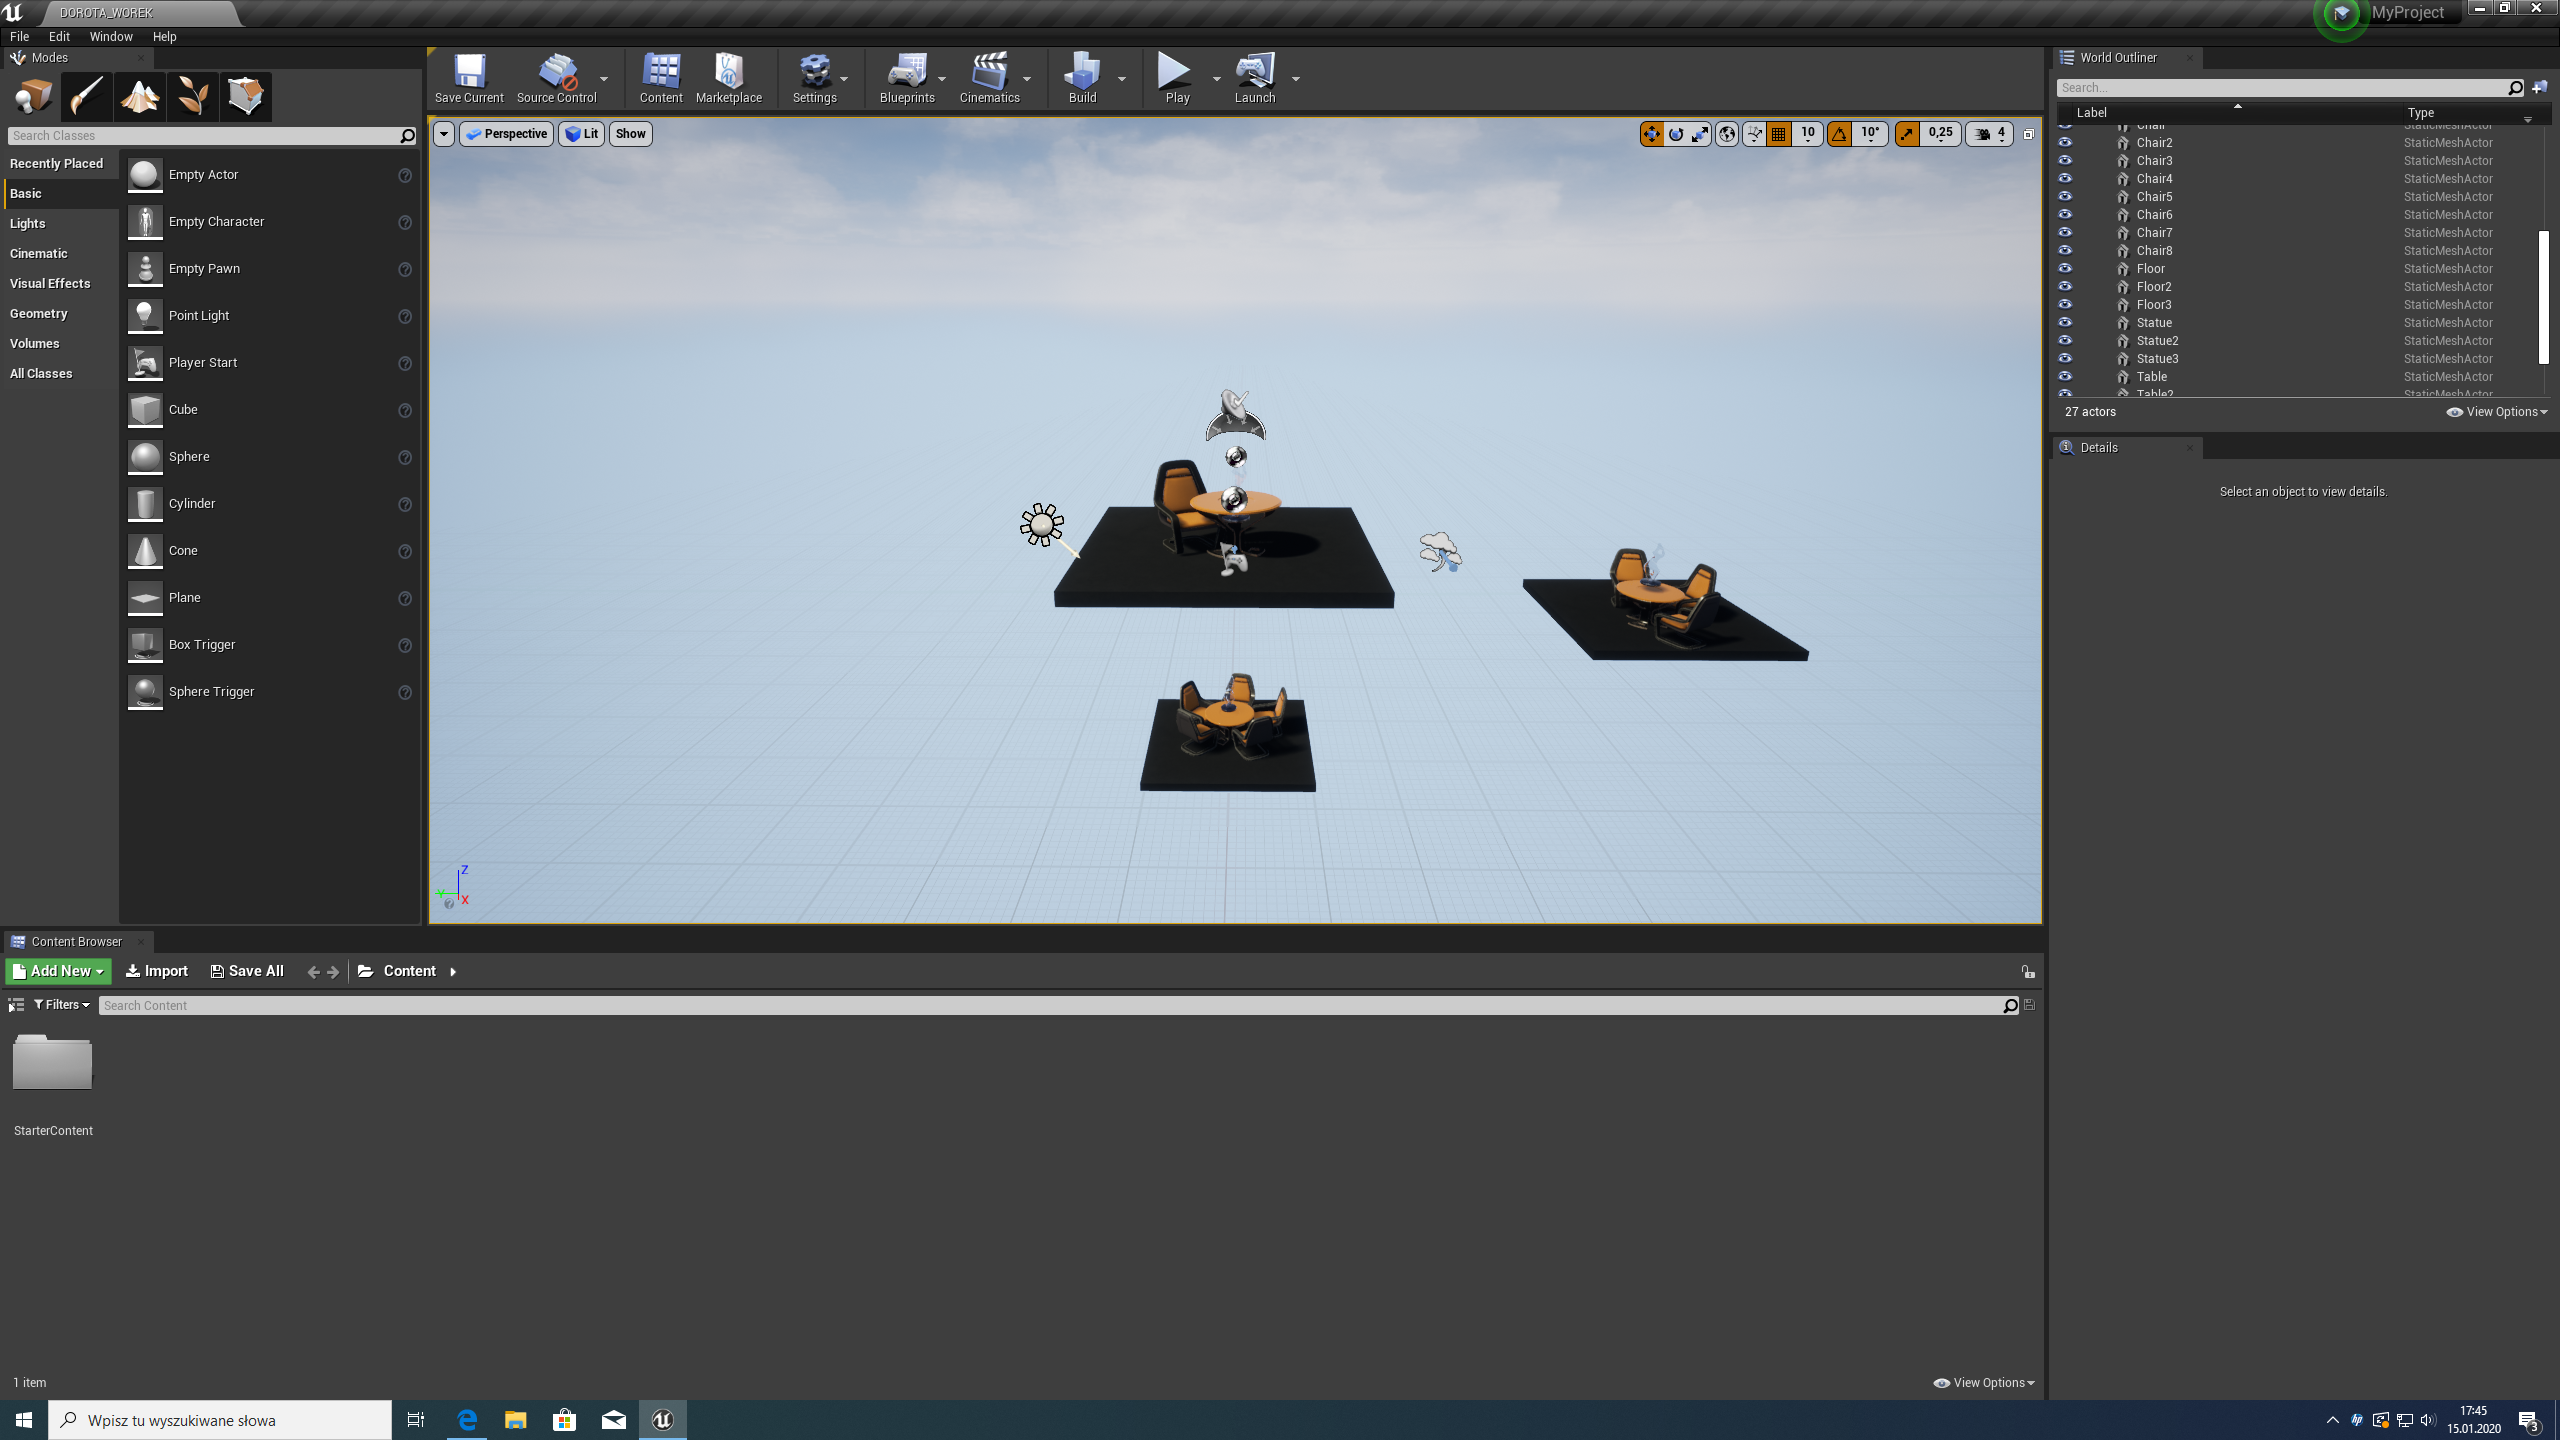 DOROTA_WOREK
MyProject
File Edit Window Help
Modes
Search Classes
Recently Placed
Basic
Lights
Cinematic
Visual Effects
Geometry
Volumes
All Classes
Empty Actor
Empty Character
Empty Pawn
Point Light
Player Start
Cube
Sphere
Cylinder
Cone
Plane
Box Trigger
Sphere Trigger
Save Current Source Control Content Marketplace Settings Blueprints Cinematics Build Play Launch
Perspective Lit Show
10 10° 0,25 4
Z
Y
X
World Outliner
Search...
Label Type
Chair StaticMeshActor
Chair2 StaticMeshActor
Chair3 StaticMeshActor
Chair4 StaticMeshActor
Chair5 StaticMeshActor
Chair6 StaticMeshActor
Chair7 StaticMeshActor
Chair8 StaticMeshActor
Floor StaticMeshActor
Floor2 StaticMeshActor
Floor3 StaticMeshActor
Statue StaticMeshActor
Statue2 StaticMeshActor
Statue3 StaticMeshActor
Table StaticMeshActor
Table2 StaticMeshActor
27 actors View Options
Details
Select an object to view details.
Content Browser
Add New Import Save All Content
Filters Search Content
StarterContent
1 item View Options
Wpisz tu wyszukiwane słowa
17:45
15.01.2020
3